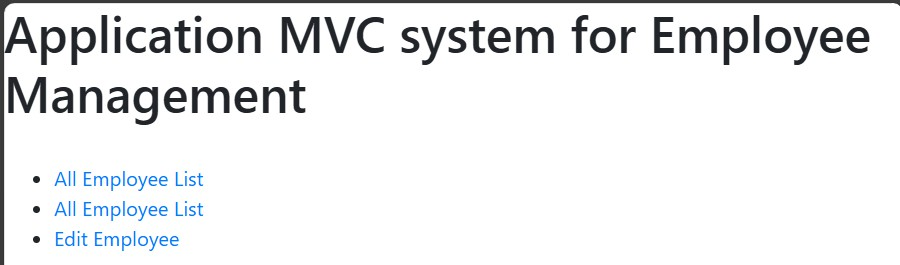 Application MVC system for Employee
Management
All Employee List
All Employee List
Edit Employee